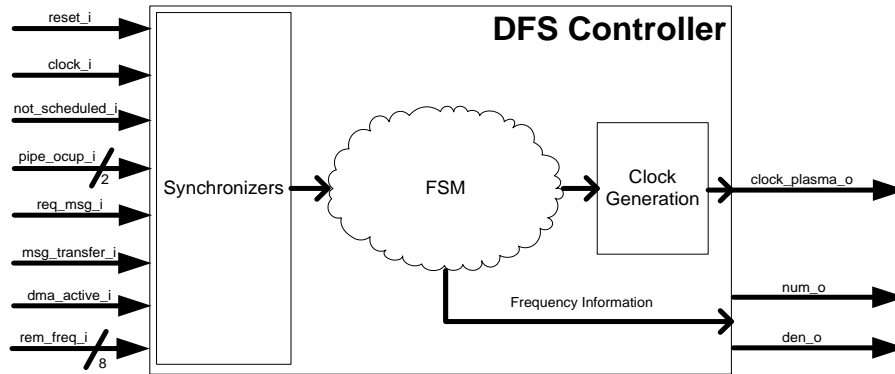 DFS Controller
reset_i
clock_i
not_scheduled_i
pipe_ocup_i
2
req_msg_i
msg_transfer_i
dma_active_i
rem_freq_i
8
Synchronizers
FSM
Clock
Generation
Frequency Information
clock_plasma_o
num_o
den_o